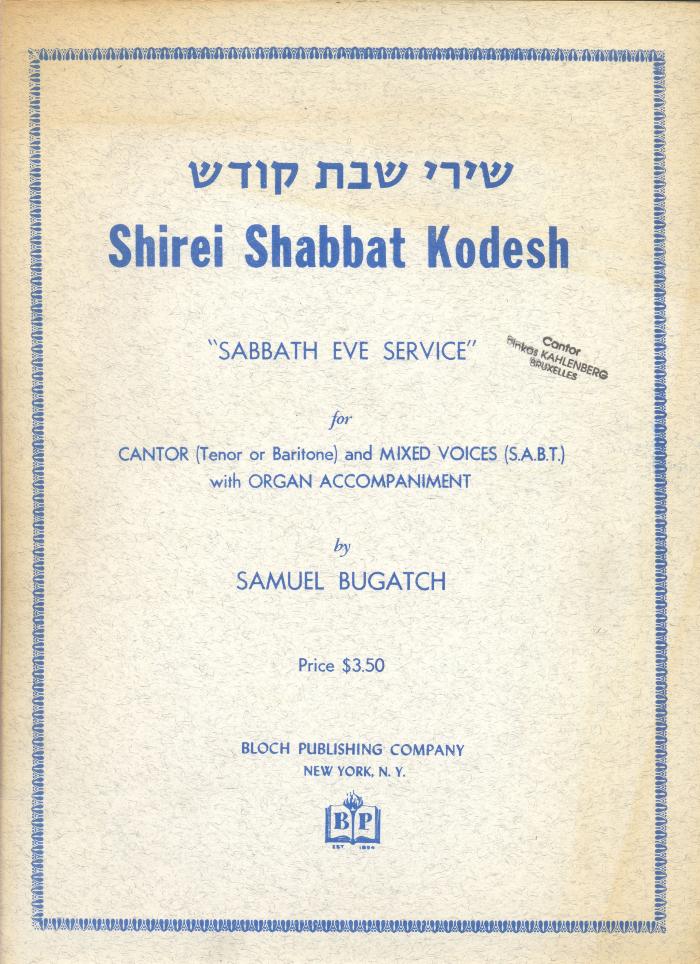 שירי שבת קודש
Shirei Shabbat Kodesh
"SABBATH EVE SERVICE"
Cantor
Pinkas KAHLENBERG
BRUXELLES
for
CANTOR (Tenor or Baritone) and MIXED VOICES (S.A.B.T.)
with ORGAN ACCOMPANIMENT
by
SAMUEL BUGATCH
Price $3.50
BLOCH PUBLISHING COMPANY
NEW YORK, N. Y.
B P
EST. 1854